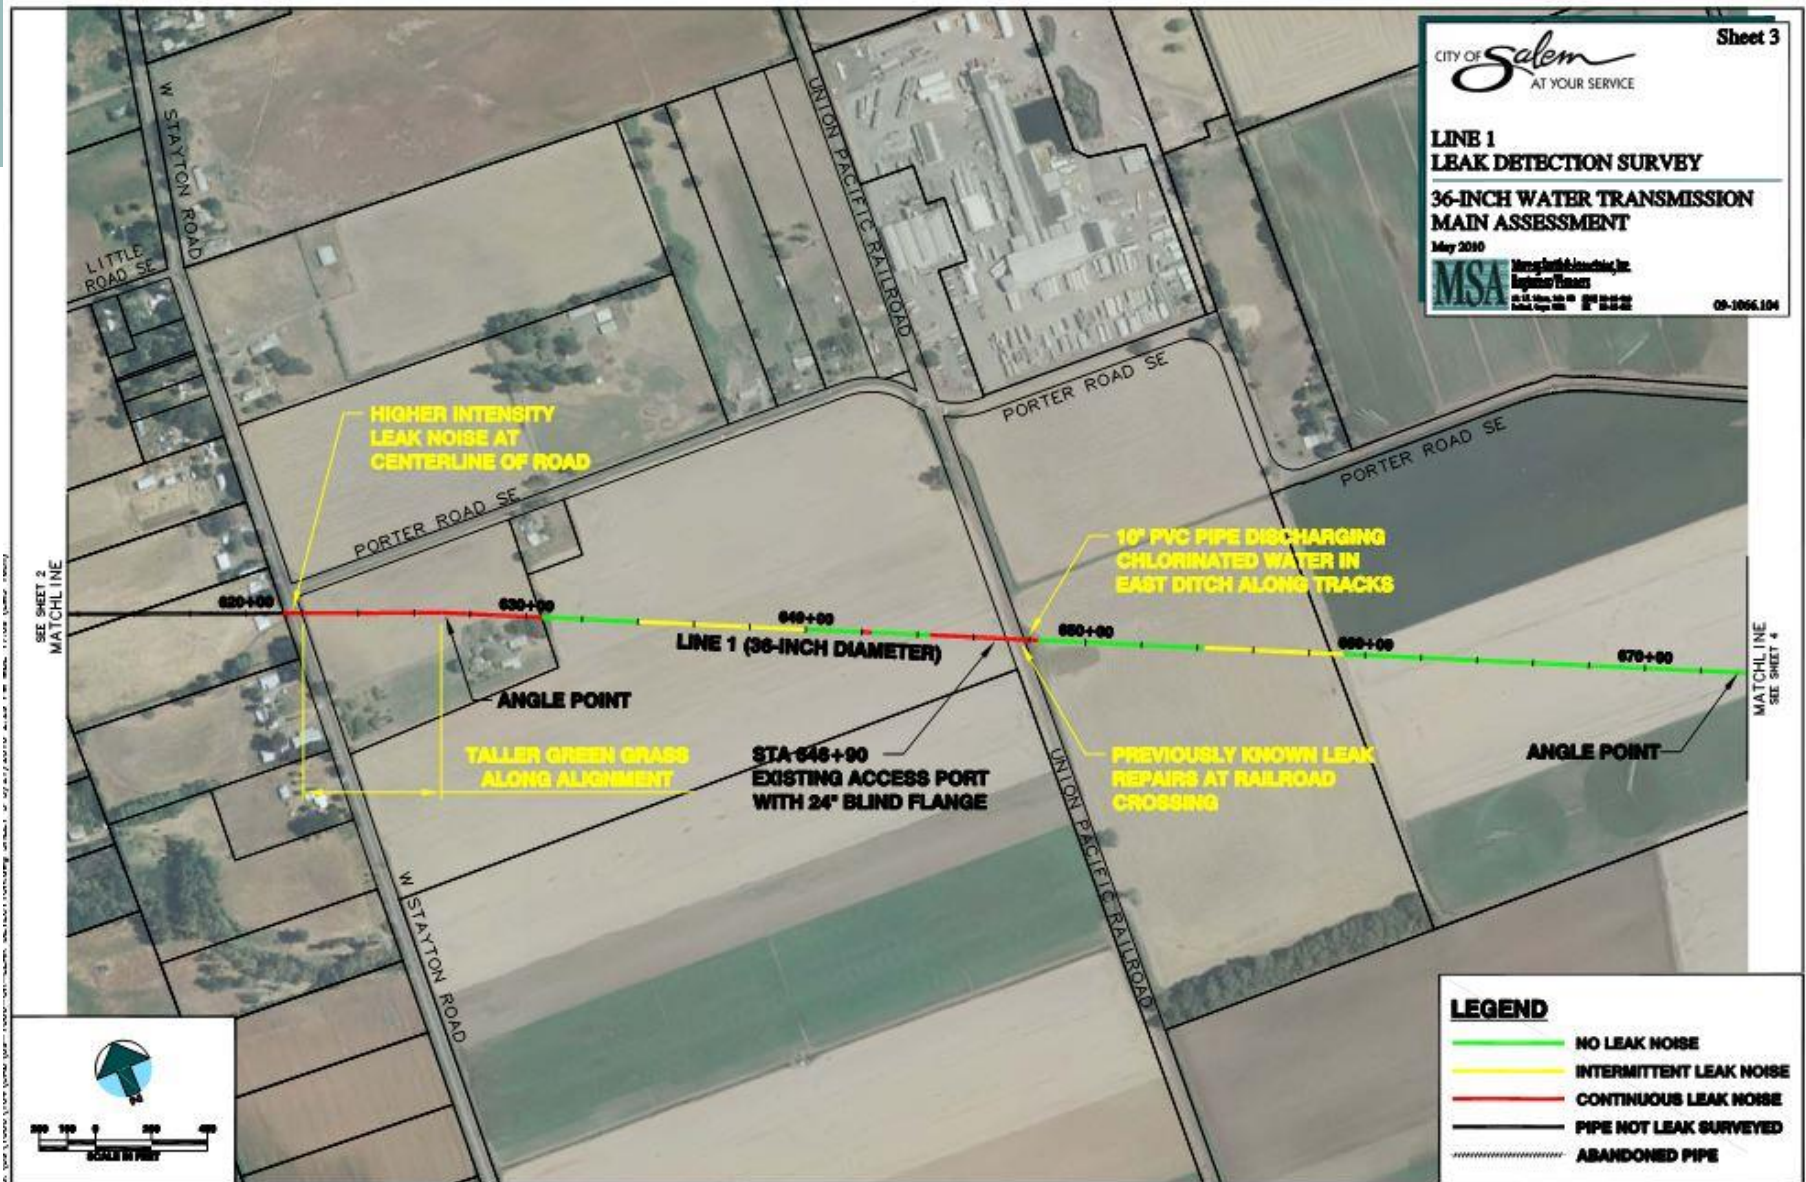 Sheet 3
CITY OF Salem
AT YOUR SERVICE
LINE 1
LEAK DETECTION SURVEY
36-INCH WATER TRANSMISSION
MAIN ASSESSMENT
May 2010
MSA
09-1066.104
W STAYTON ROAD
LITTLE
ROAD SE
UNION PACIFIC RAILROAD
PORTER ROAD SE
PORTER ROAD SE
PORTER ROAD SE
HIGHER INTENSITY
LEAK NOISE AT
CENTERLINE OF ROAD
10" PVC PIPE DISCHARGING
CHLORINATED WATER IN
EAST DITCH ALONG TRACKS
SEE SHEET 2
MATCHLINE
620+00
630+00
640+00
650+00
660+00
670+00
LINE 1 (36-INCH DIAMETER)
MATCHLINE
SEE SHEET 4
ANGLE POINT
TALLER GREEN GRASS
ALONG ALIGNMENT
STA 646+90
EXISTING ACCESS PORT
WITH 24" BLIND FLANGE
PREVIOUSLY KNOWN LEAK
REPAIRS AT RAILROAD
CROSSING
ANGLE POINT
UNION PACIFIC RAILROAD
W STAYTON ROAD
200 100 0 200 400
SCALE IN FEET
LEGEND
NO LEAK NOISE
INTERMITTENT LEAK NOISE
CONTINUOUS LEAK NOISE
PIPE NOT LEAK SURVEYED
ABANDONED PIPE